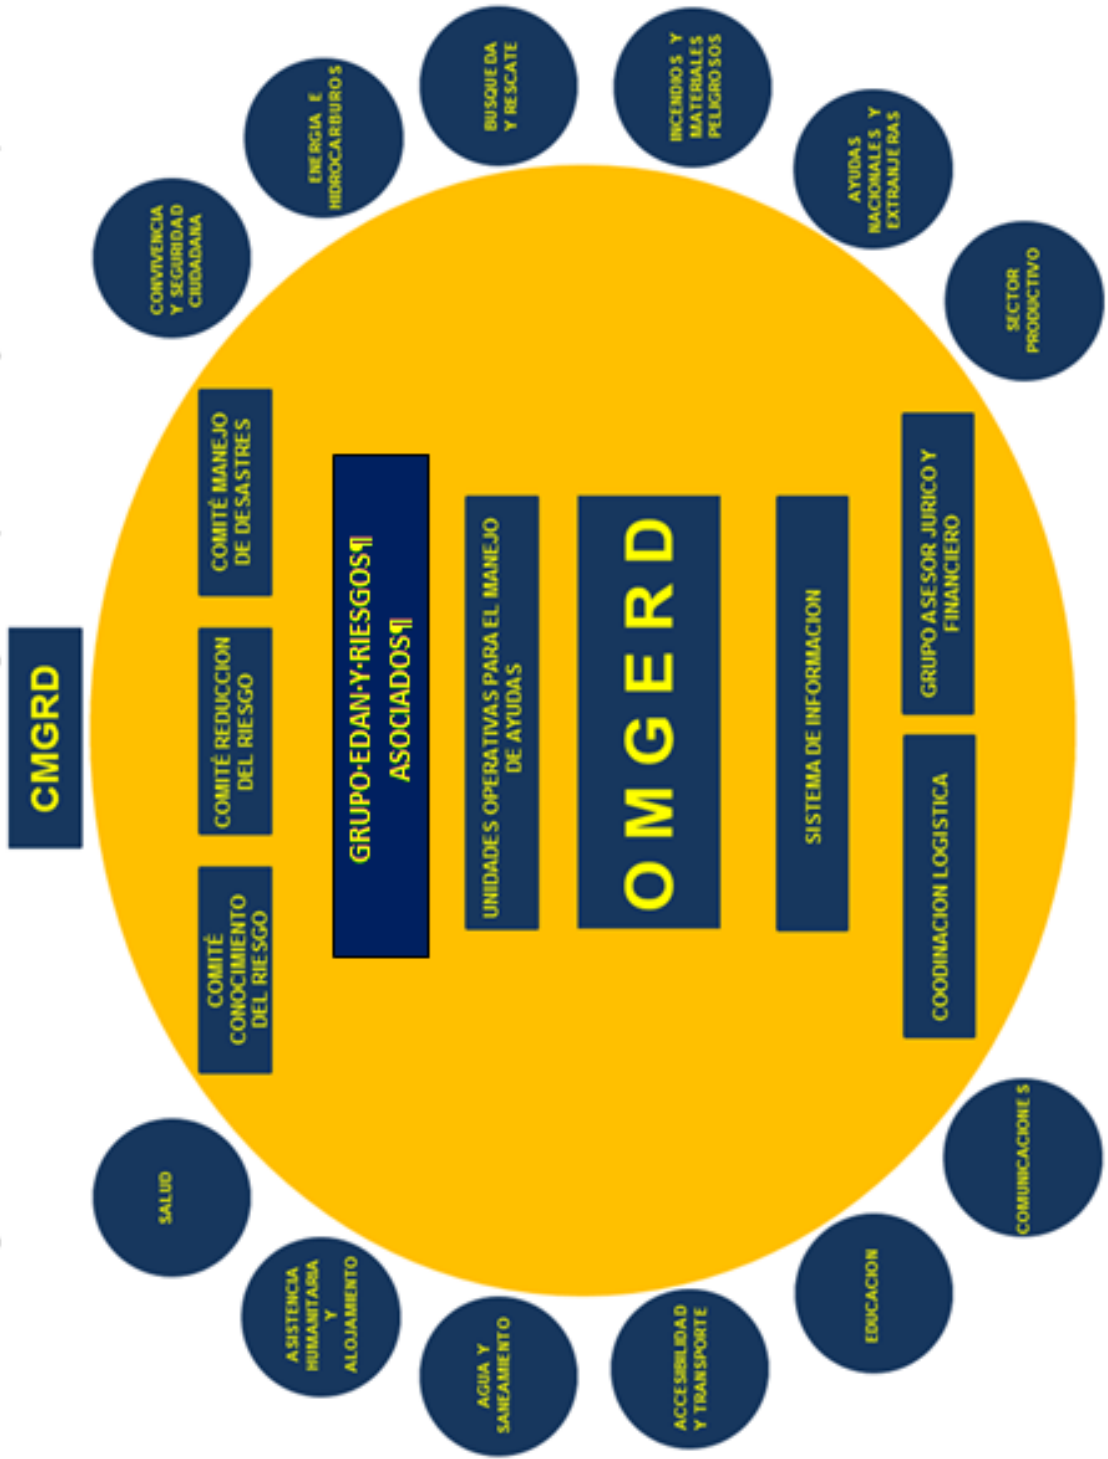 CMGRD
COMITÉ
CONOCIMIENTO
DEL RIESGO
COMITÉ REDUCCION
DEL RIESGO
COMITÉ MANEJO
DE DESASTRES
GRUPO·EDAN·Y·RIESGOS¶
ASOCIADOS¶
UNIDADES OPERATIVAS PARA EL MANEJO
DE AYUDAS
OMGERD
SISTEMA DE INFORMACION
COODINACION LOGISTICA
GRUPO ASESOR JURICO Y
FINANCIERO
SALUD
ASISTENCIA
HUMANITARIA
Y
ALOJAMIENTO
AGUA Y
SANEAMIENTO
ACCESIBILIDAD
Y TRANSPORTE
EDUCACION
COMUNICACIONES
CONVIVENCIA
Y SEGURIDAD
CIUDADANA
ENERGIA E
HIDROCARBUROS
BUSQUEDA
Y RESCATE
INCENDIOS Y
MATERIALES
PELIGROSOS
AYUDAS
NACIONALES Y
EXTRANJERAS
SECTOR
PRODUCTIVO